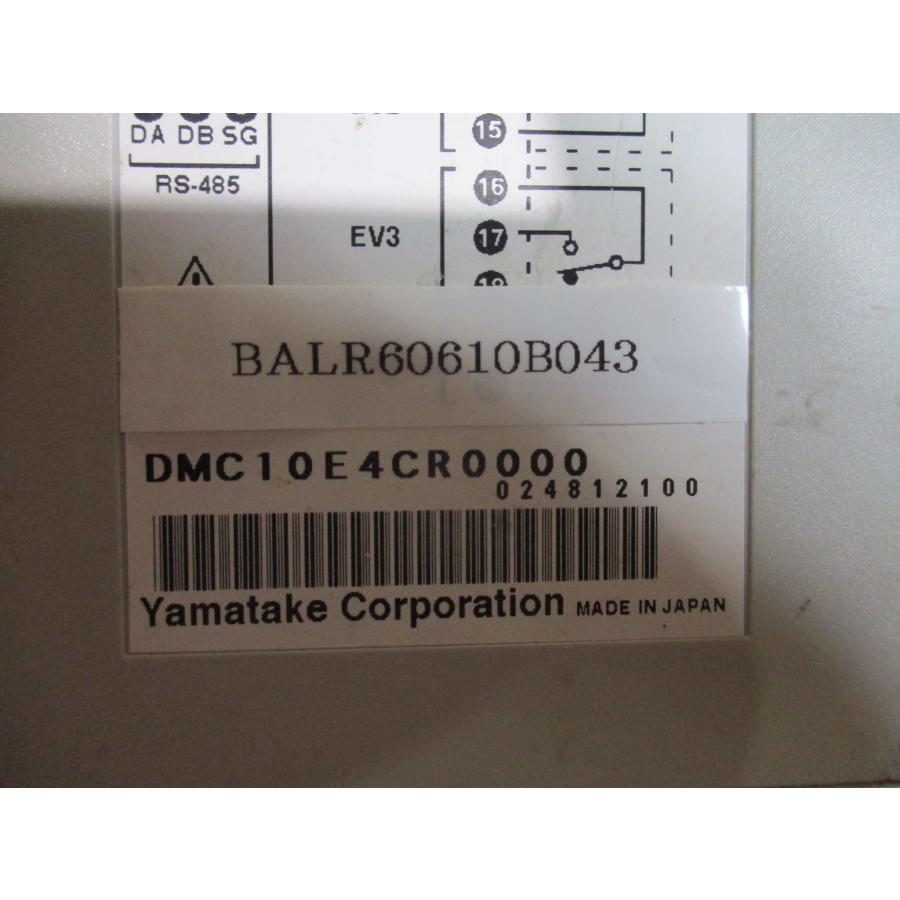 DA DB SG
RS-485
15
16
EV3
17
BALR60610B043
DMC10E4CR0000
024812100
Yamatake Corporation MADE IN JAPAN